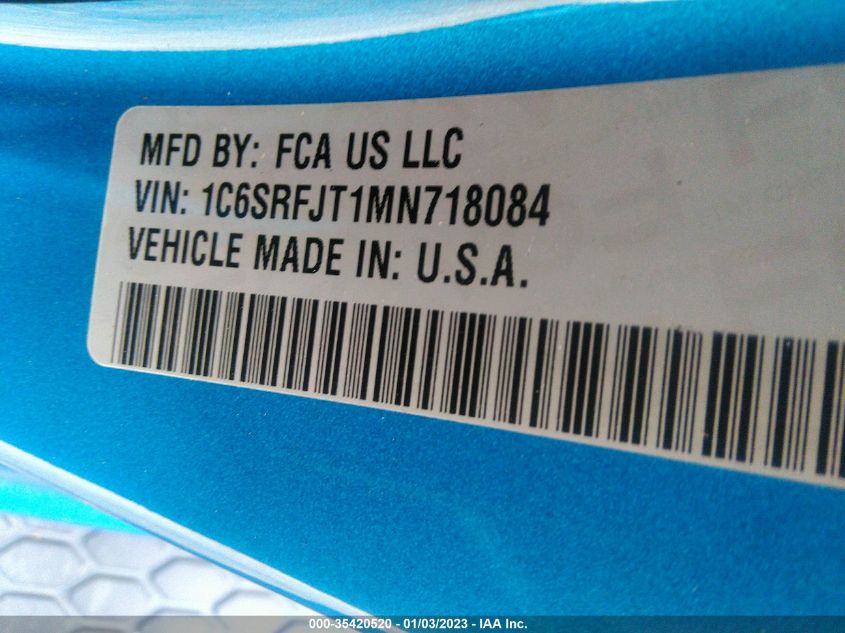 MFD BY: FCA US LLC
VIN: 1C6SRFJT1MN718084
VEHICLE MADE IN: U.S.A.
000-35420520 - 01/03/2023 - IAA Inc.